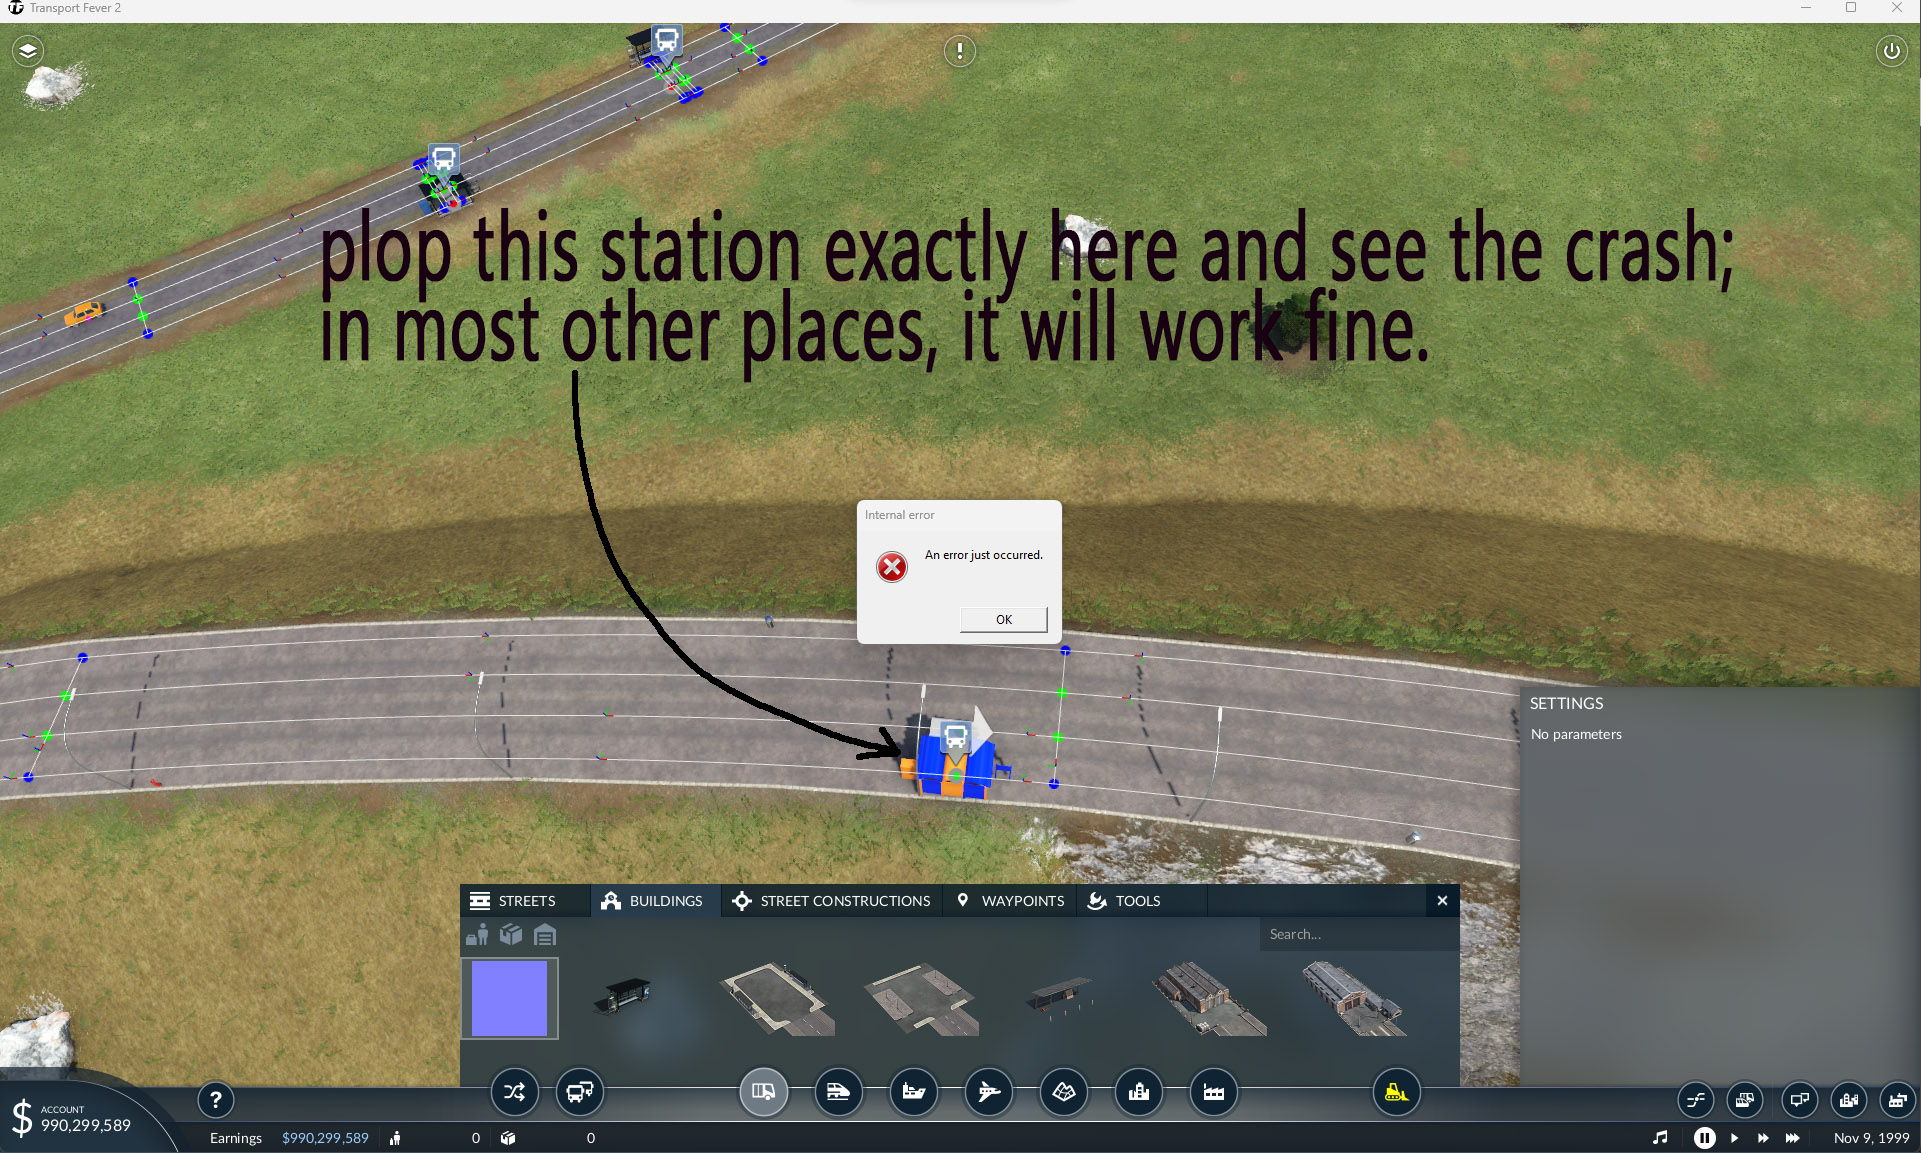 Transport Fever 2
plop this station exactly here and see the crash;
in most other places, it will work fine.
Internal error
An error just occurred.
OK
SETTINGS
No parameters
STREETS
BUILDINGS
STREET CONSTRUCTIONS
WAYPOINTS
TOOLS
Search...
?
$
ACCOUNT
990,299,589
Earnings $990,299,589 0 0
Nov 9, 1999